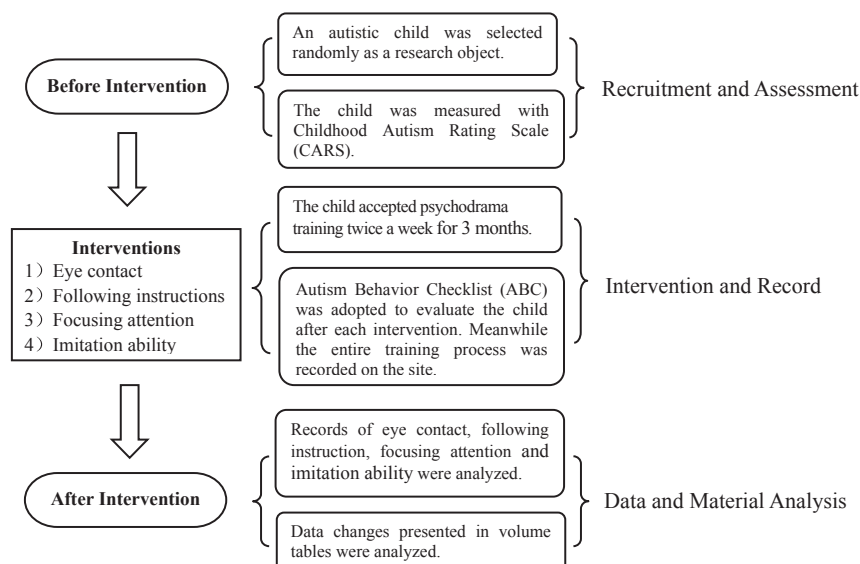 An autistic child was selected
randomly as a research object.
Before Intervention
Recruitment and Assessment
The child was measured with
Childhood Autism Rating Scale
(CARS).
The child accepted psychodrama
training twice a week for 3 months.
Interventions
1）Eye contact
2）Following instructions
3）Focusing attention
4）Imitation ability
Intervention and Record
Autism Behavior Checklist (ABC)
was adopted to evaluate the child
after each intervention. Meanwhile
the entire training process was
recorded on the site.
Records of eye contact, following
instruction, focusing attention and
imitation ability were analyzed.
After Intervention
Data and Material Analysis
Data changes presented in volume
tables were analyzed.